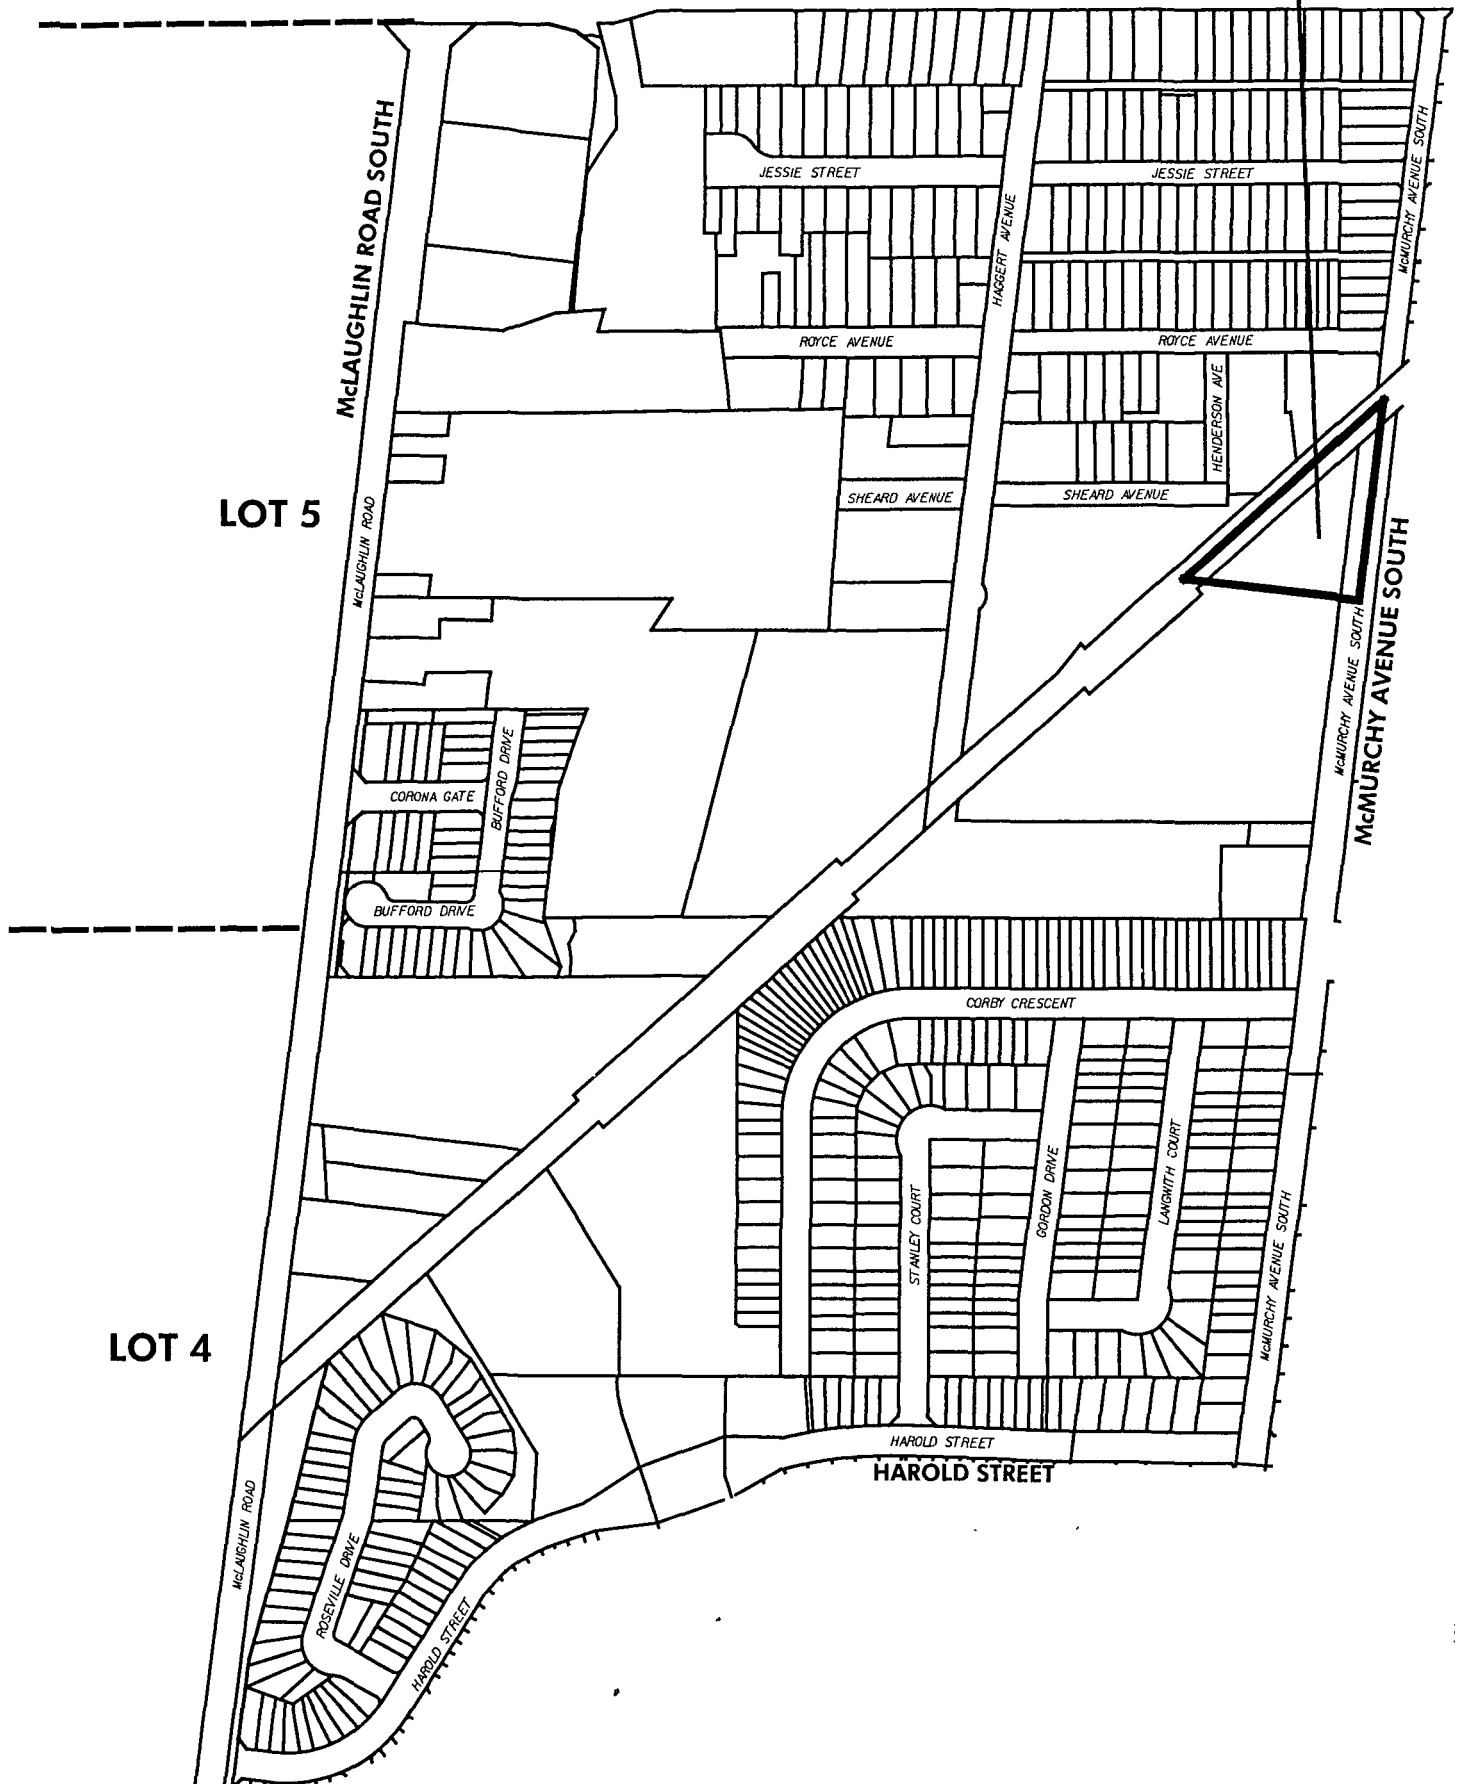 McLAUGHLIN ROAD SOUTH
McMURCHY AVENUE SOUTH
JESSIE STREET
JESSIE STREET
HAGGERT AVENUE
ROYCE AVENUE
ROYCE AVENUE
HENDERSON AVE
SHEARD AVENUE
SHEARD AVENUE
LOT 5
McLAUGHLIN ROAD
McMURCHY AVENUE SOUTH
McMURCHY AVENUE SOUTH
CORONA GATE
BUFFORD DRIVE
BUFFORD DRIVE
CORBY CRESCENT
STANLEY COURT
GORDON DRIVE
LANGWITH COURT
McMURCHY AVENUE SOUTH
LOT 4
HAROLD STREET
HAROLD STREET
McLAUGHLIN ROAD
ROSEVILLE DRIVE
HAROLD STREET